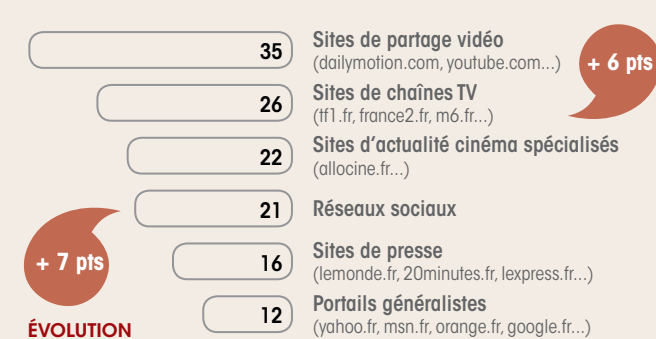 35 Sites de partage vidéo
(dailymotion.com, youtube.com...)
+ 6 pts
26 Sites de chaînes TV
(tf1.fr, france2.fr, m6.fr...)
22 Sites d'actualité cinéma spécialisés
(allocine.fr...)
21 Réseaux sociaux
+ 7 pts
16 Sites de presse
(lemonde.fr, 20minutes.fr, lexpress.fr...)
12 Portails généralistes
(yahoo.fr, msn.fr, orange.fr, google.fr...)
ÉVOLUTION